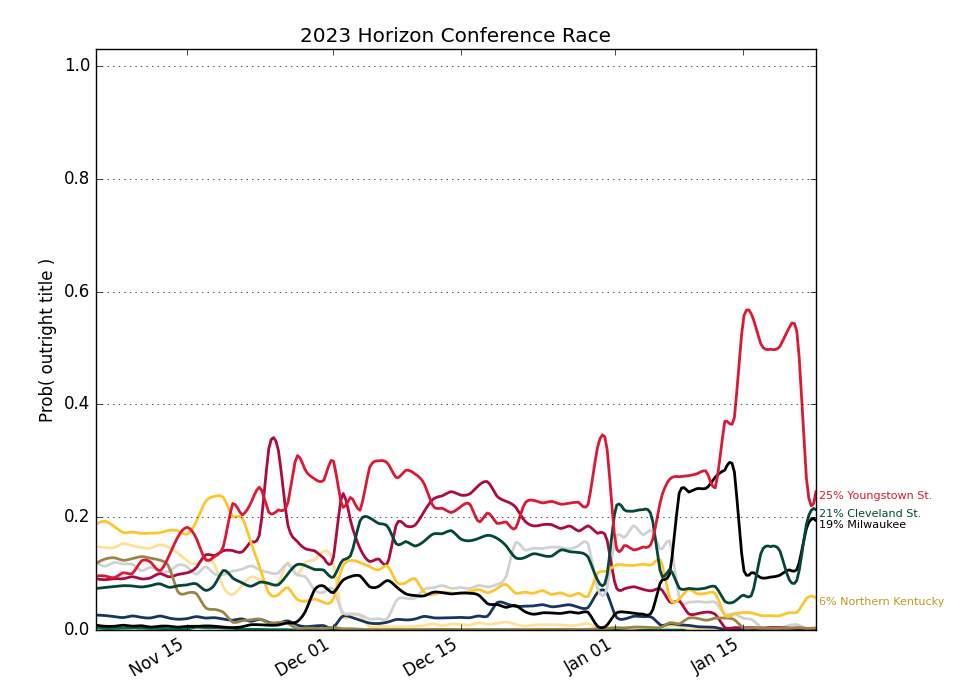 2023 Horizon Conference Race
Prob( outright title )
1.0
0.8
0.6
0.4
0.2
0.0
25% Youngstown St.
21% Cleveland St.
19% Milwaukee
6% Northern Kentucky
Nov 15
Dec 01
Dec 15
Jan 01
Jan 15